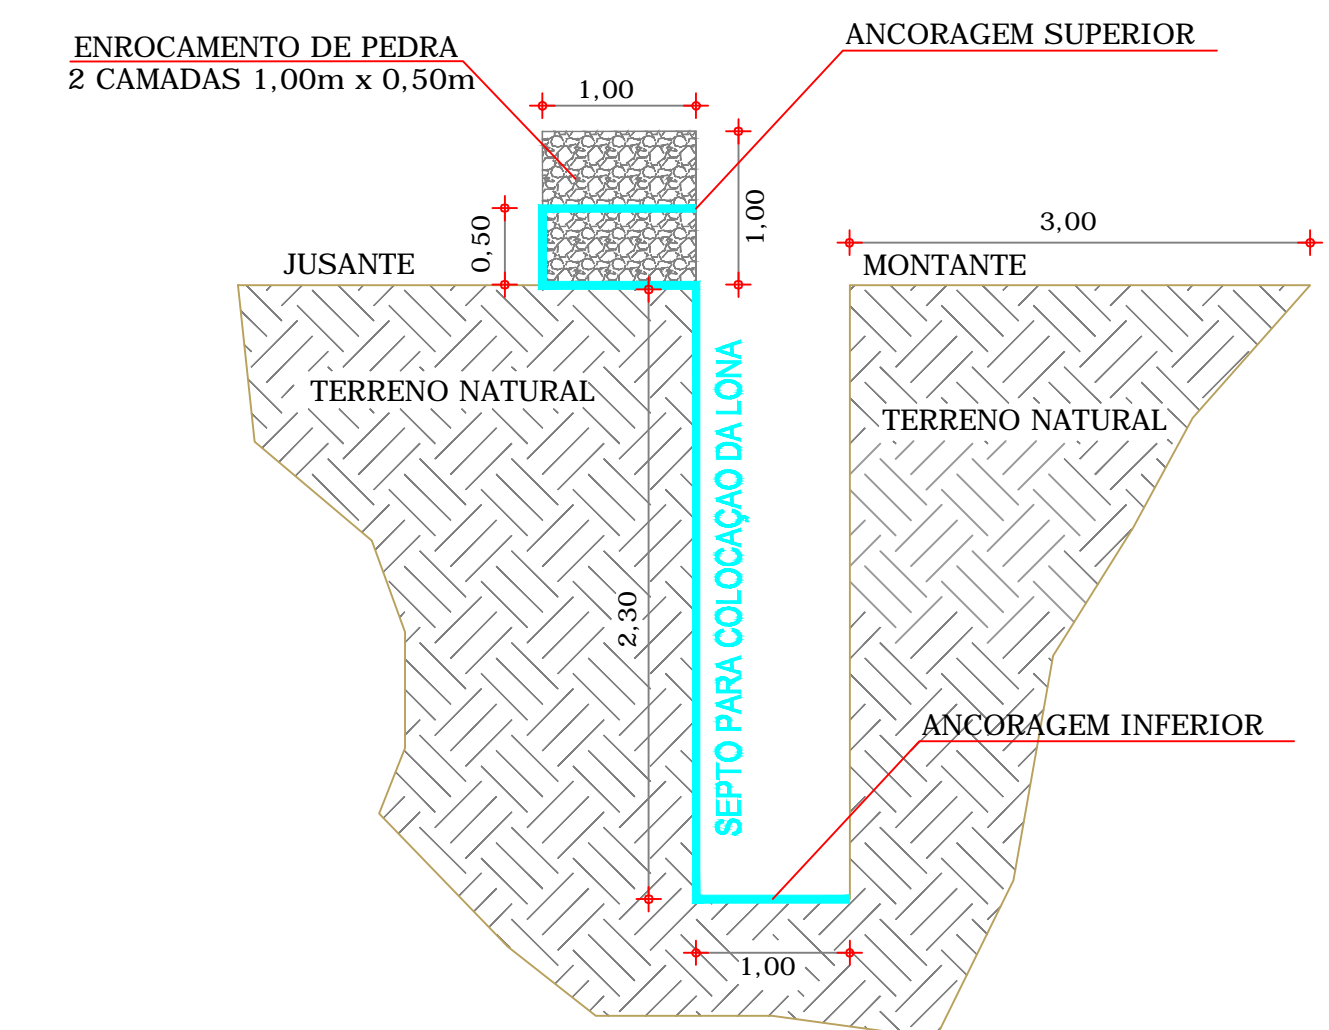 ENROCAMENTO DE PEDRA
2 CAMADAS 1,00m x 0,50m
ANCORAGEM SUPERIOR
1,00
1,00
0,50
3,00
JUSANTE
MONTANTE
TERRENO NATURAL
TERRENO NATURAL
SEPTO PARA COLOCAÇAO DA LONA
2,30
ANCORAGEM INFERIOR
1,00